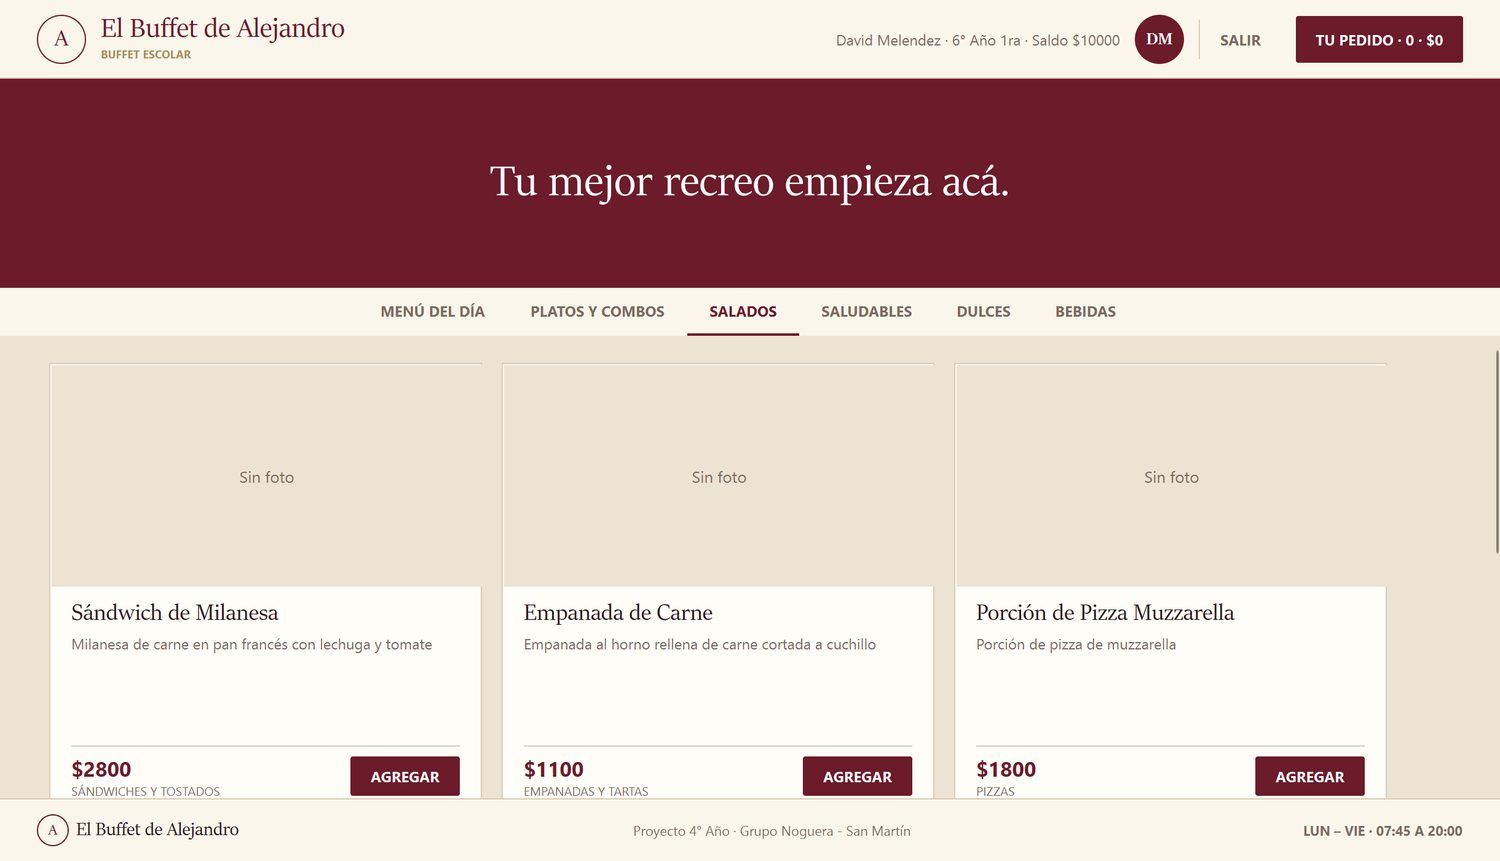 A
El Buffet de Alejandro
BUFFET ESCOLAR
David Melendez · 6° Año 1ra · Saldo $10000
DM
SALIR
TU PEDIDO · 0 · $0
Tu mejor recreo empieza acá.
MENÚ DEL DÍA
PLATOS Y COMBOS
SALADOS
SALUDABLES
DULCES
BEBIDAS
Sin foto
Sándwich de Milanesa
Milanesa de carne en pan francés con lechuga y tomate
$2800
SÁNDWICHES Y TOSTADOS
AGREGAR
Sin foto
Empanada de Carne
Empanada al horno rellena de carne cortada a cuchillo
$1100
EMPANADAS Y TARTAS
AGREGAR
Sin foto
Porción de Pizza Muzzarella
Porción de pizza de muzzarella
$1800
PIZZAS
AGREGAR
A
El Buffet de Alejandro
Proyecto 4° Año · Grupo Noguera - San Martín
LUN – VIE · 07:45 A 20:00